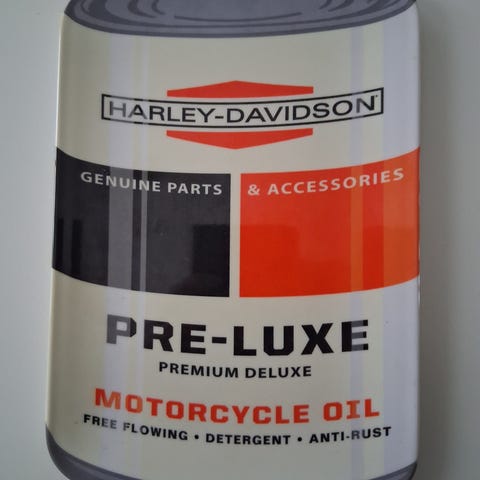 HARLEY-DAVIDSON
GENUINE PARTS & ACCESSORIES
PRE-LUXE
PREMIUM DELUXE
MOTORCYCLE OIL
FREE FLOWING • DETERGENT • ANTI-RUST